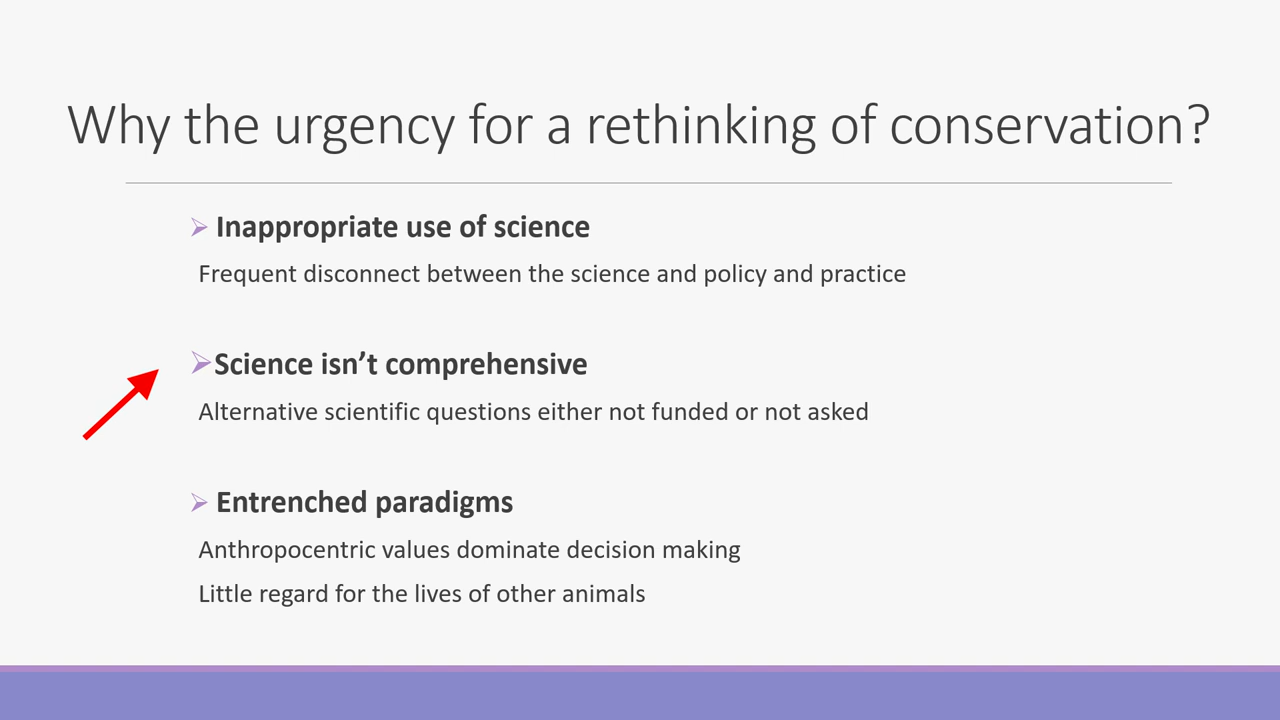 Why the urgency for a rethinking of conservation?
Inappropriate use of science
Frequent disconnect between the science and policy and practice
Science isn’t comprehensive
Alternative scientific questions either not funded or not asked
Entrenched paradigms
Anthropocentric values dominate decision making
Little regard for the lives of other animals